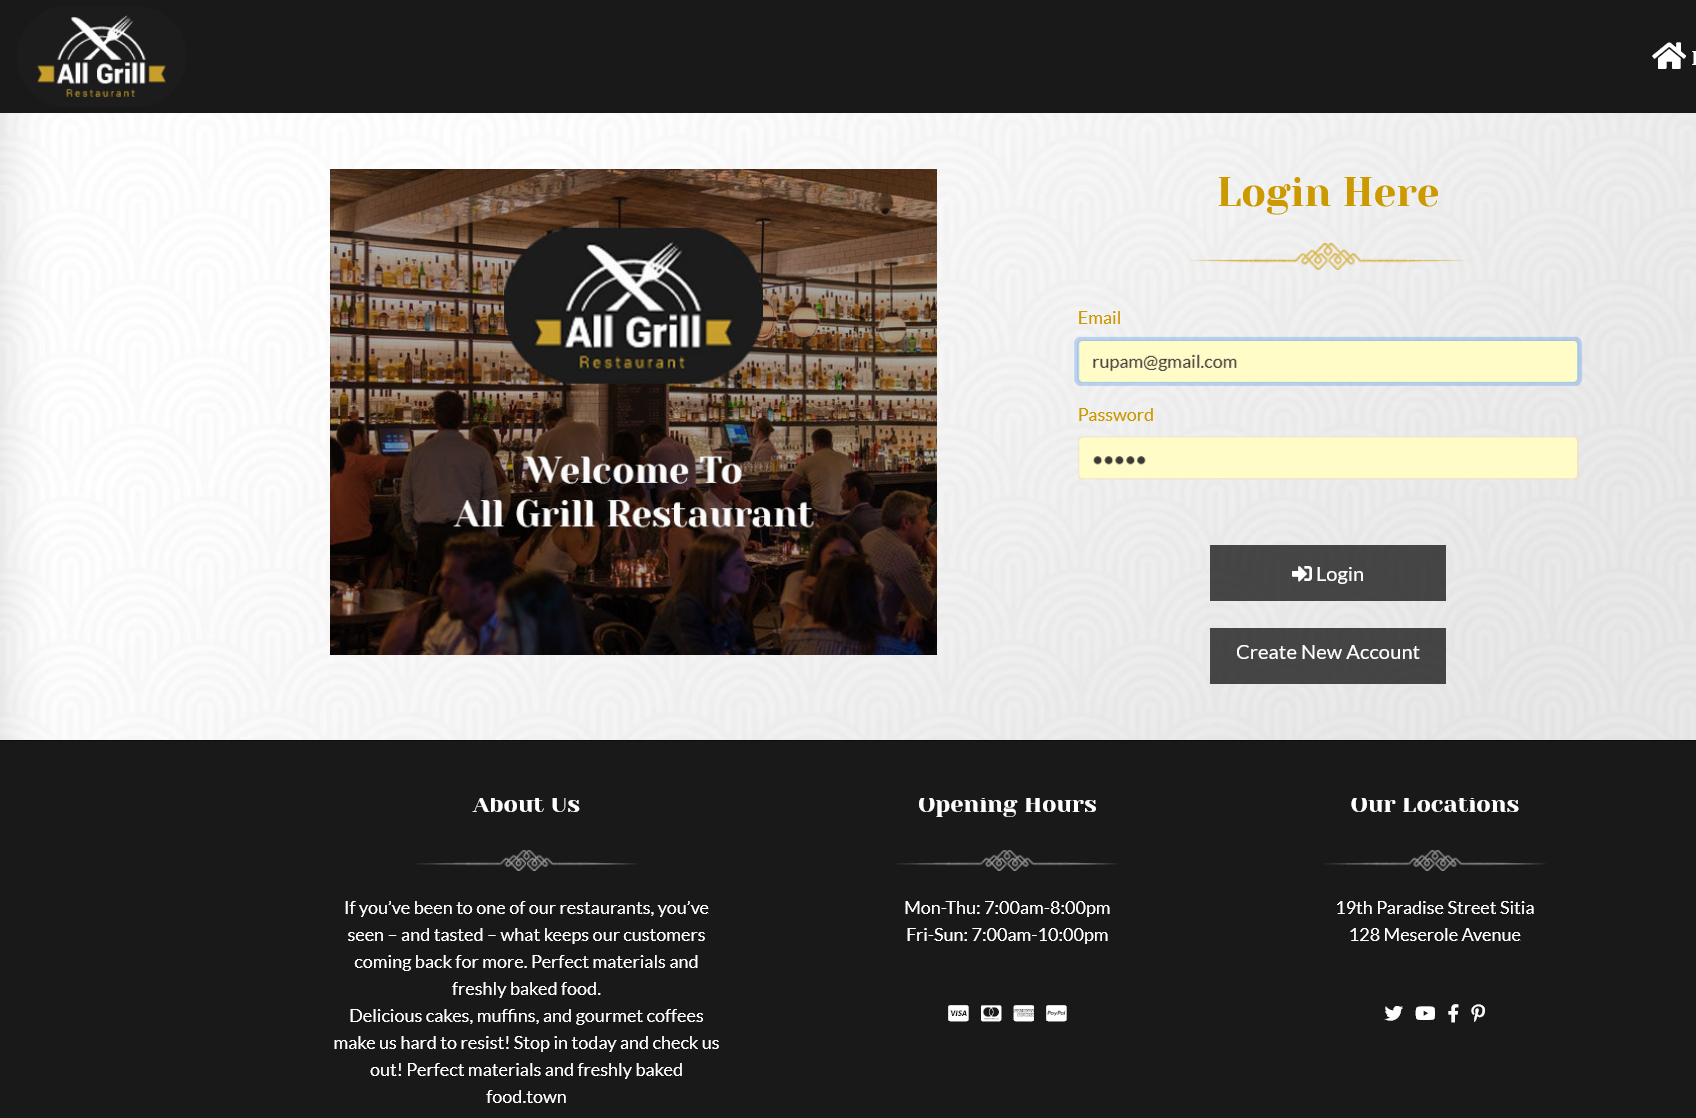 All Grill
Restaurant
Login Here
All Grill
Restaurant
Welcome To
All Grill Restaurant
Email
rupam@gmail.com
Password
•••••
Login
Create New Account
About Us
If you’ve been to one of our restaurants, you’ve
seen – and tasted – what keeps our customers
coming back for more. Perfect materials and
freshly baked food.
Delicious cakes, muffins, and gourmet coffees
make us hard to resist! Stop in today and check us
out! Perfect materials and freshly baked
food.town
Opening Hours
Mon-Thu: 7:00am-8:00pm
Fri-Sun: 7:00am-10:00pm
VISA
PayPal
Our Locations
19th Paradise Street Sitia
128 Meserole Avenue